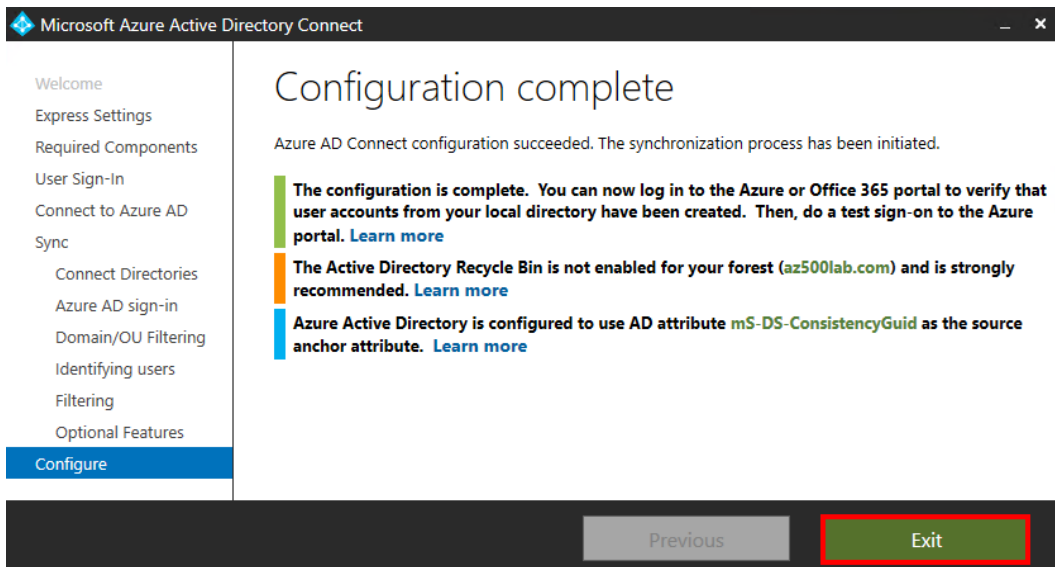 Microsoft Azure Active Directory Connect
Welcome
Express Settings
Required Components
User Sign-In
Connect to Azure AD
Sync
Connect Directories
Azure AD sign-in
Domain/OU Filtering
Identifying users
Filtering
Optional Features
Configure
Configuration complete
Azure AD Connect configuration succeeded. The synchronization process has been initiated.
The configuration is complete.  You can now log in to the Azure or Office 365 portal to verify that
user accounts from your local directory have been created.  Then, do a test sign-on to the Azure
portal. Learn more
The Active Directory Recycle Bin is not enabled for your forest (az500lab.com) and is strongly
recommended. Learn more
Azure Active Directory is configured to use AD attribute mS-DS-ConsistencyGuid as the source
anchor attribute.  Learn more
Previous
Exit